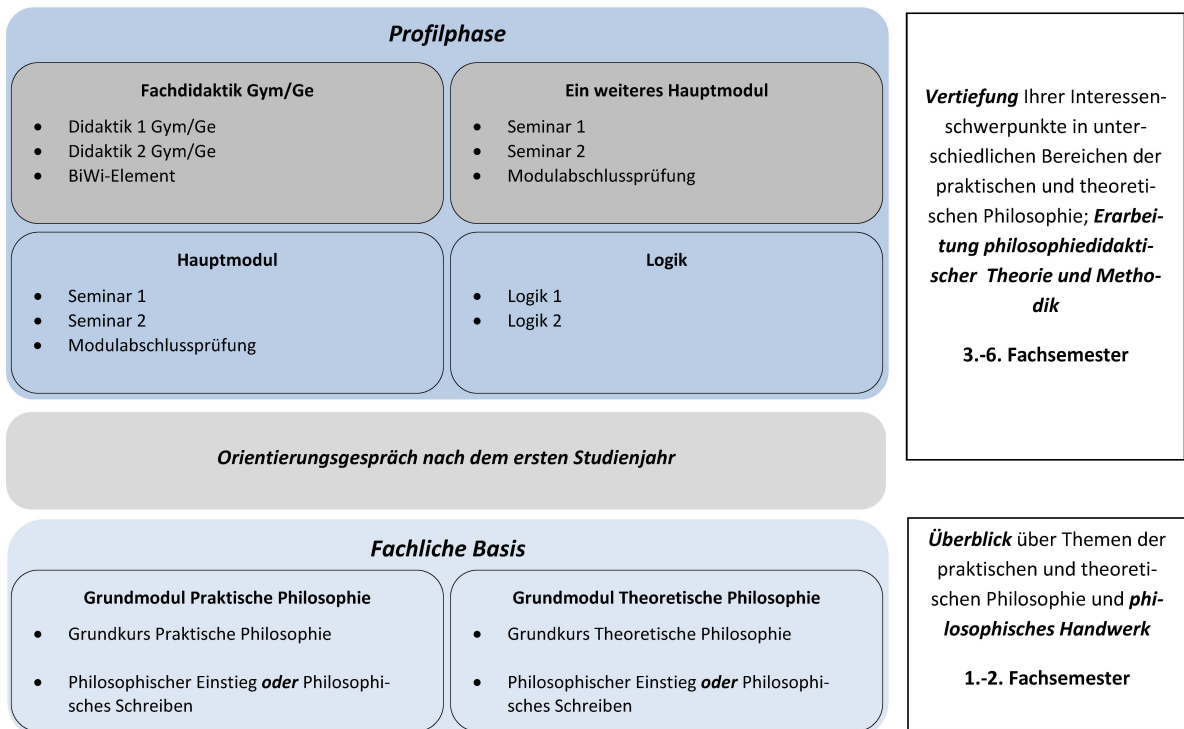 Profilphase
Fachdidaktik Gym/Ge
• Didaktik 1 Gym/Ge
• Didaktik 2 Gym/Ge
• BiWi-Element
Ein weiteres Hauptmodul
• Seminar 1
• Seminar 2
• Modulabschlussprüfung
Hauptmodul
• Seminar 1
• Seminar 2
• Modulabschlussprüfung
Logik
• Logik 1
• Logik 2
Vertiefung Ihrer Interessen-
schwerpunkte in unter-
schiedlichen Bereichen der
praktischen und theoreti-
schen Philosophie; Erarbei-
tung philosophiedidakti-
scher Theorie und Metho-
dik
3.-6. Fachsemester
Orientierungsgespräch nach dem ersten Studienjahr
Fachliche Basis
Grundmodul Praktische Philosophie
• Grundkurs Praktische Philosophie
• Philosophischer Einstieg oder Philosophi-
sches Schreiben
Grundmodul Theoretische Philosophie
• Grundkurs Theoretische Philosophie
• Philosophischer Einstieg oder Philosophi-
sches Schreiben
Überblick über Themen der
praktischen und theoreti-
schen Philosophie und phi-
losophisches Handwerk
1.-2. Fachsemester